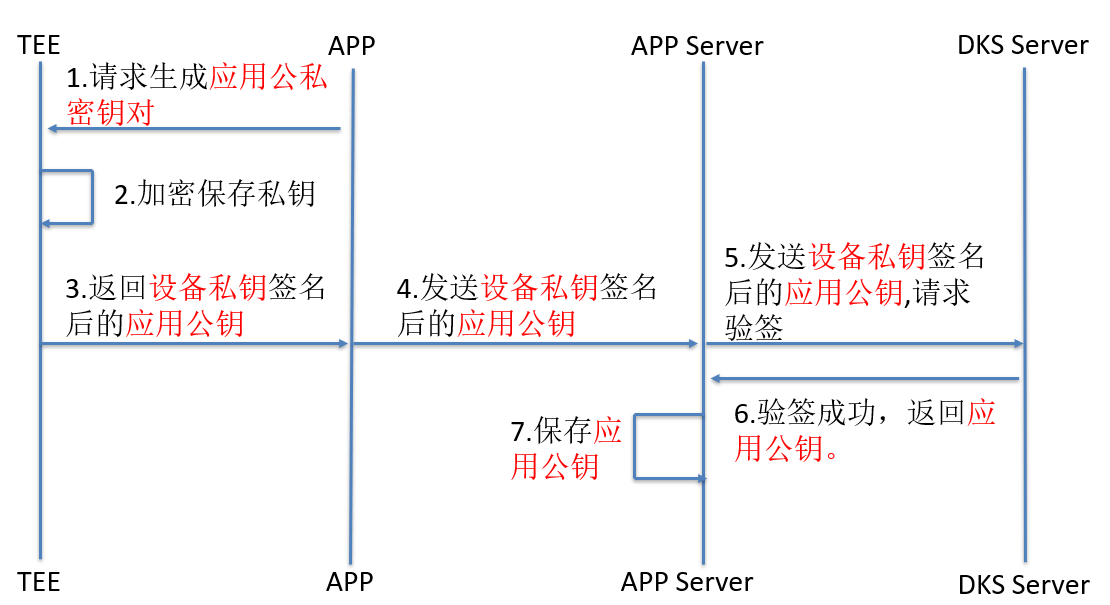 TEE
APP
APP Server
DKS Server
1.请求生成应用公私
密钥对
2.加密保存私钥
3.返回设备私钥签名
后的应用公钥
4.发送设备私钥签名
后的应用公钥
5.发送设备私钥签名
后的应用公钥,请求
验签
6.验签成功，返回应
用公钥。
7.保存应
用公钥
TEE
APP
APP Server
DKS Server